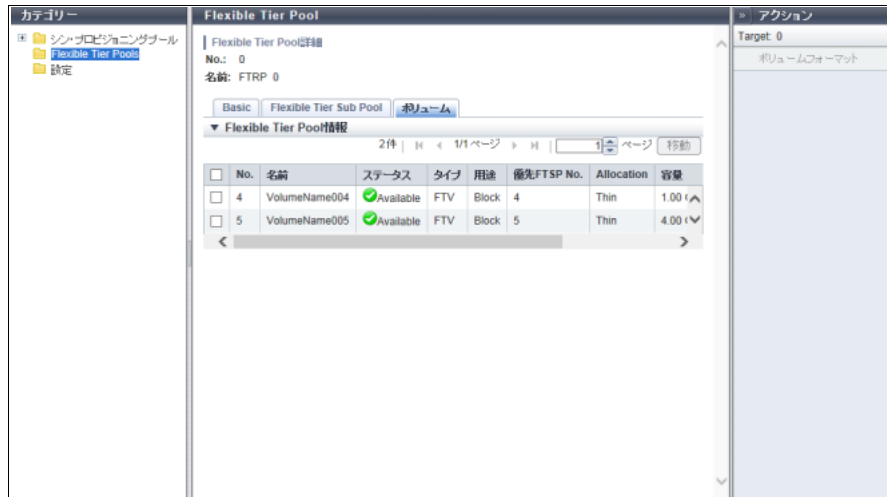 カテゴリー
シン・プロビジョニングプール
Flexible Tier Pools
設定
Flexible Tier Pool
Flexible Tier Pool詳細
No.: 0
名前: FTRP 0
Basic Flexible Tier Sub Pool ボリューム
▼ Flexible Tier Pool情報
2件 1/1 ページ 1 ページ 移動
No. 名前 ステータス タイプ 用途 優先FTSP No. Allocation 容量
4 VolumeName004 Available FTV Block 4 Thin 1.00
5 VolumeName005 Available FTV Block 5 Thin 4.00
» アクション
Target: 0
ボリュームフォーマット